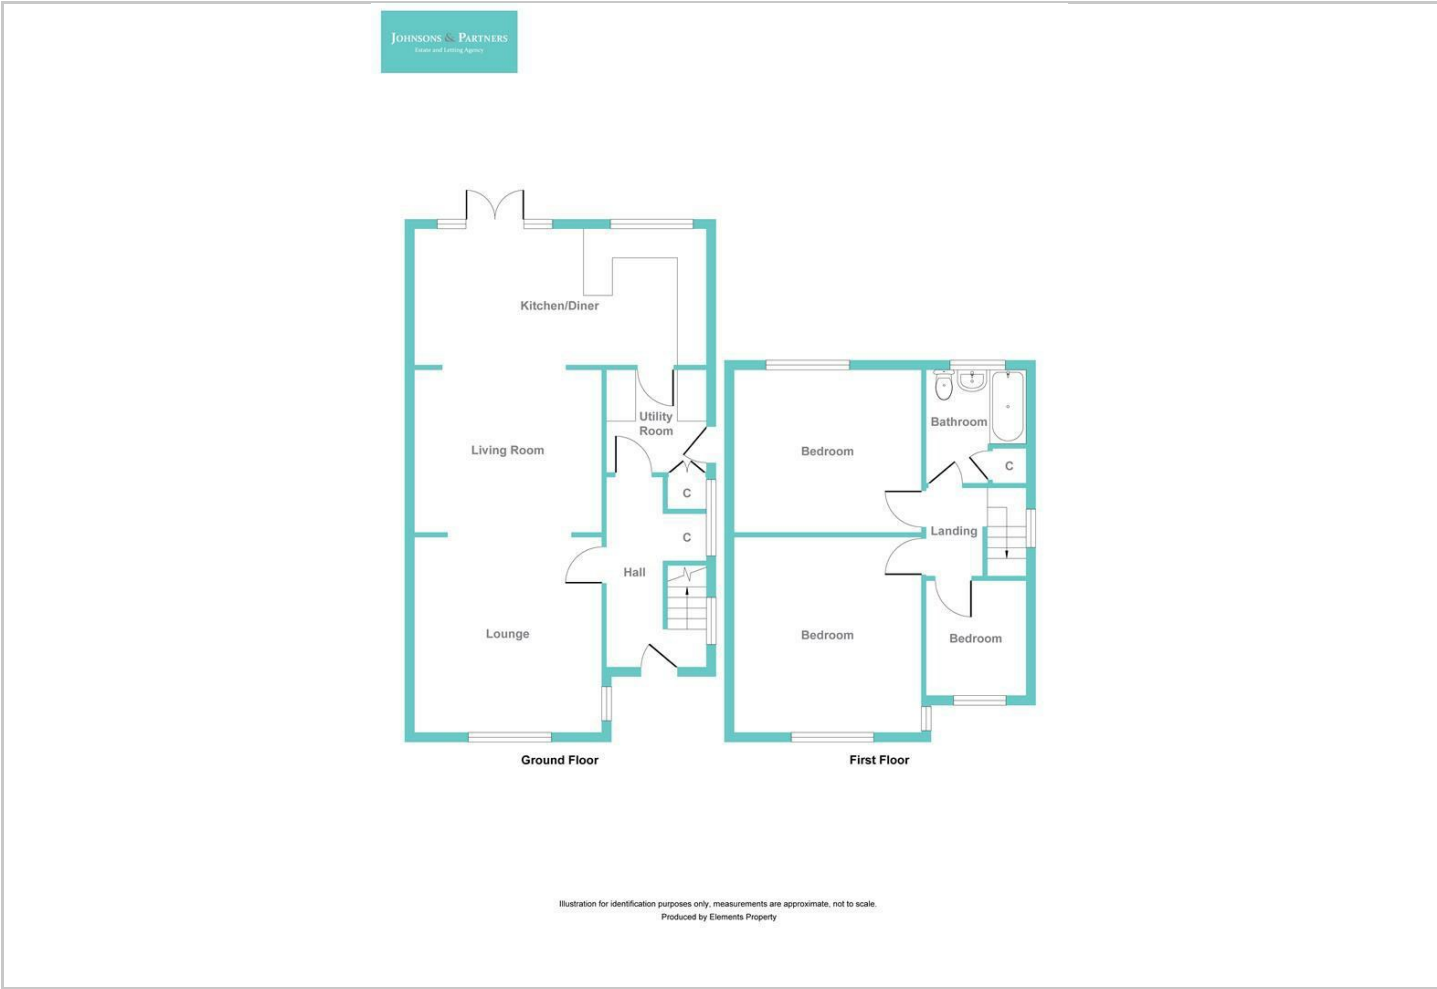 JOHNSONS & PARTNERS
Estate and Letting Agency
Kitchen/Diner
Utility
Room
Living Room
C
C
Hall
Lounge
Ground Floor
Bathroom
Bedroom
C
Landing
Bedroom
Bedroom
First Floor
Illustration for identification purposes only, measurements are approximate, not to scale.
Produced by Elements Property